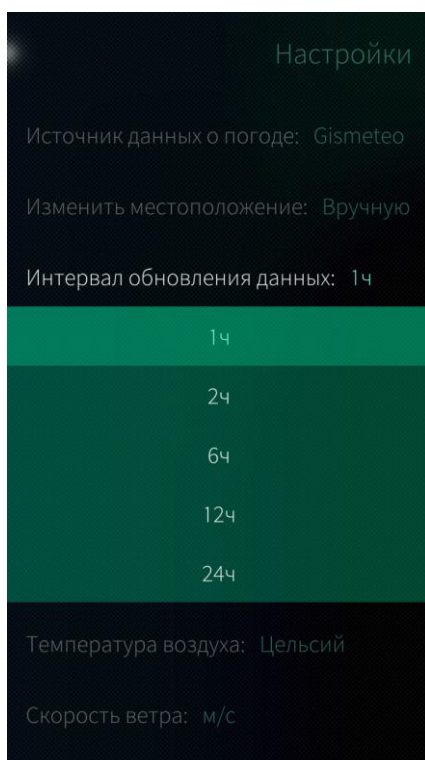 Настройки
Источник данных о погоде: Gismeteo
Изменить местоположение: Вручную
Интервал обновления данных: 1ч
1ч
2ч
6ч
12ч
24ч
Температура воздуха: Цельсий
Скорость ветра: м/с